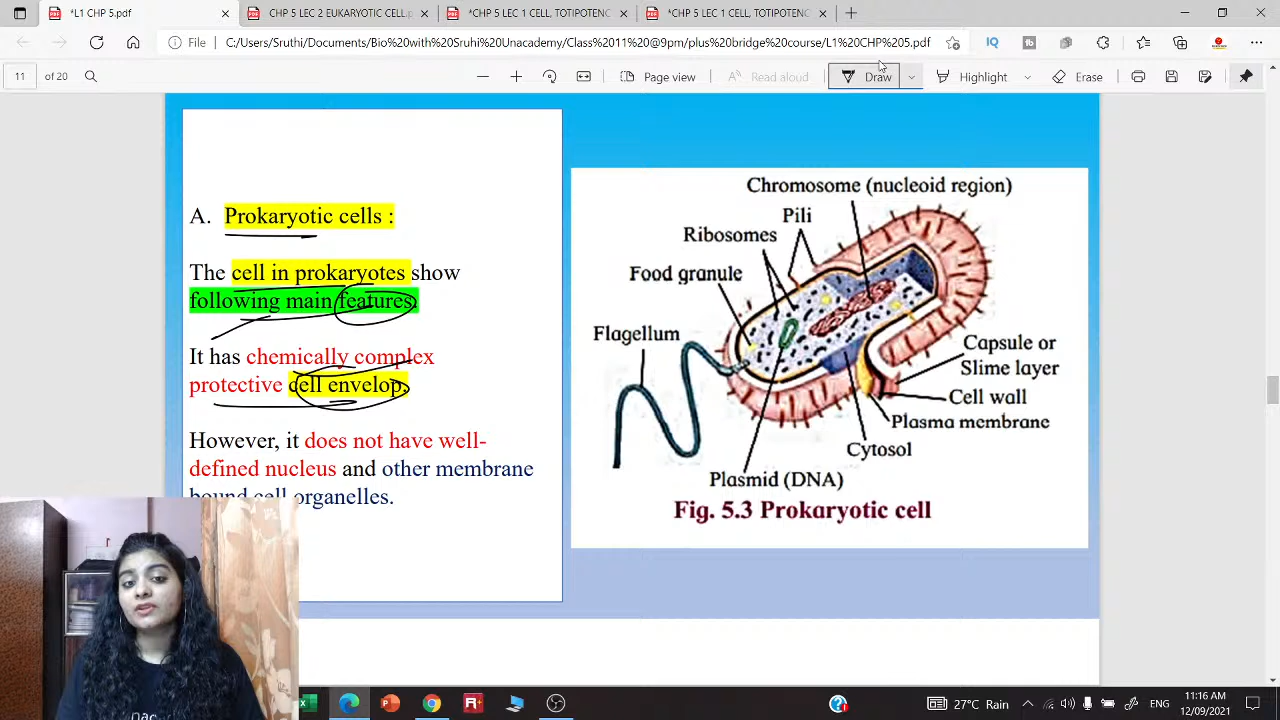 *L1 CHP 5.pdf
CHP 5 LEC 2 EUKARYOTIC CELL.p
*CHP 5 LEC 1 CELL, TOTIPOTENC
*CHP 5 LEC 1 CELL, TOTIPOTENC
File
C:/Users/Sruthi/Documents/Bio%20with%20Sruhi%20Unacademy/Class%2011%20@9pm/plus%20bridge%20course/L1%20CHP%205.pdf
IQ
11 of 20
Page view
Read aloud
Draw
Highlight
Erase
A. Prokaryotic cells :
The cell in prokaryotes show
following main features.
It has chemically complex
protective cell envelop.
However, it does not have well-
defined nucleus and other membrane
bound cell organelles.
Chromosome (nucleoid region)
Pili
Ribosomes
Food granule
Flagellum
Capsule or
Slime layer
Cell wall
Plasma membrane
Cytosol
Plasmid (DNA)
Fig. 5.3 Prokaryotic cell
27°C Rain
ENG
11:16 AM
12/09/2021